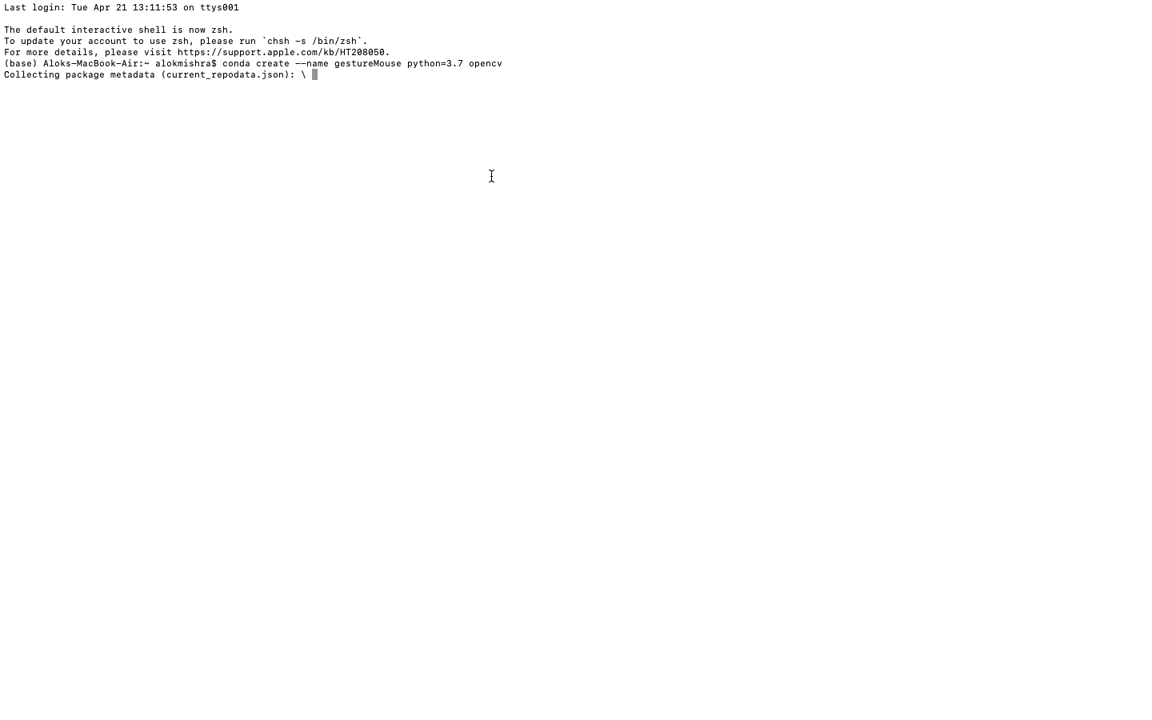 Last login: Tue Apr 21 13:11:53 on ttys001
The default interactive shell is now zsh.
To update your account to use zsh, please run `chsh -s /bin/zsh`.
For more details, please visit https://support.apple.com/kb/HT208050.
(base) Aloks-MacBook-Air:~ alokmishra$ conda create --name gestureMouse python=3.7 opencv
Collecting package metadata (current_repodata.json): \